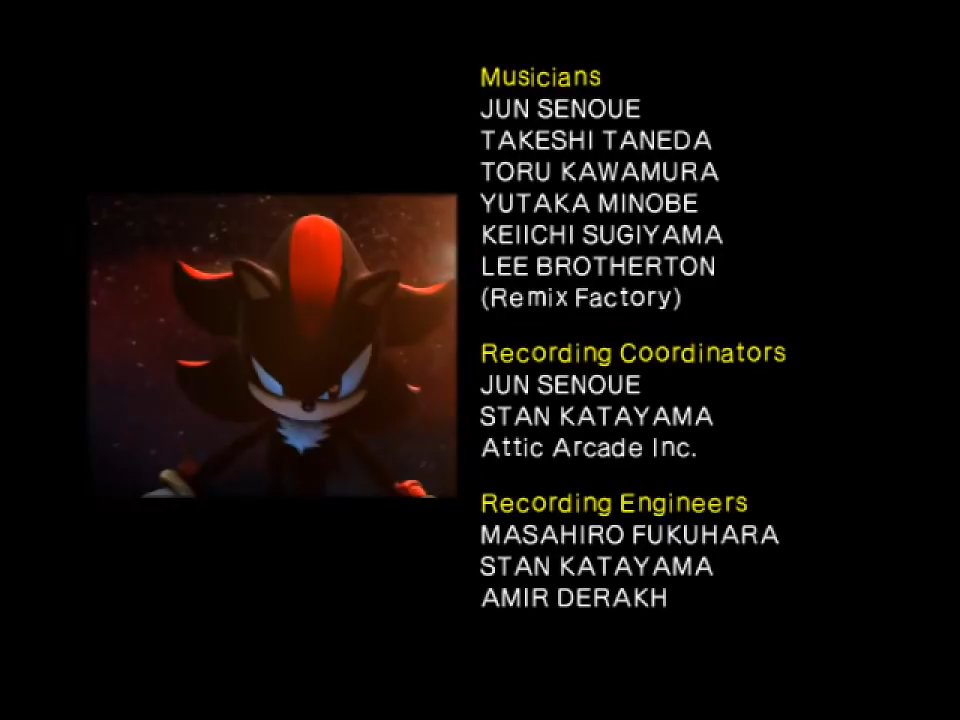 Musicians
JUN SENOUE
TAKESHI TANEDA
TORU KAWAMURA
YUTAKA MINOBE
KEIICHI SUGIYAMA
LEE BROTHERTON
(Remix Factory)
Recording Coordinators
JUN SENOUE
STAN KATAYAMA
Attic Arcade Inc.
Recording Engineers
MASAHIRO FUKUHARA
STAN KATAYAMA
AMIR DERAKH